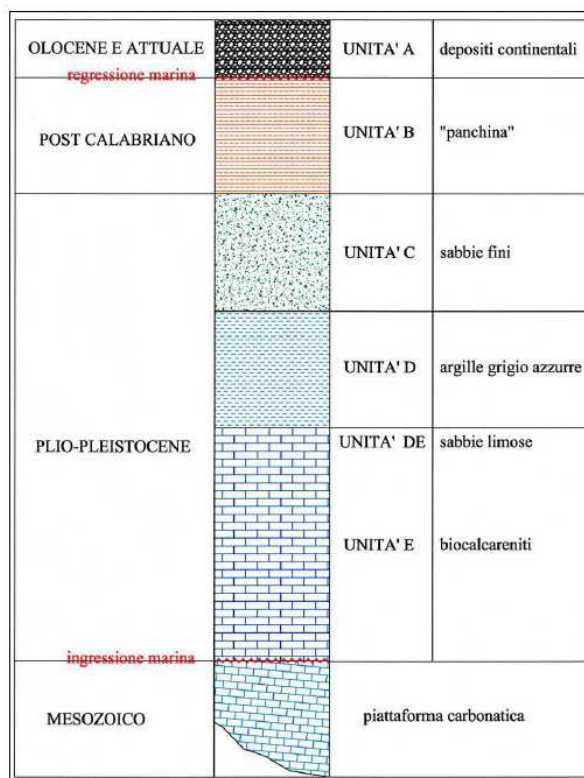 OLOCENE E ATTUALE UNITA' A depositi continentali
regressione marina
POST CALABRIANO UNITA' B "panchina"
UNITA' C sabbie fini
UNITA' D argille grigio azzurre
PLIO-PLEISTOCENE UNITA' DE sabbie limose
UNITA' E biocalcareniti
ingressione marina
MESOZOICO piattaforma carbonatica